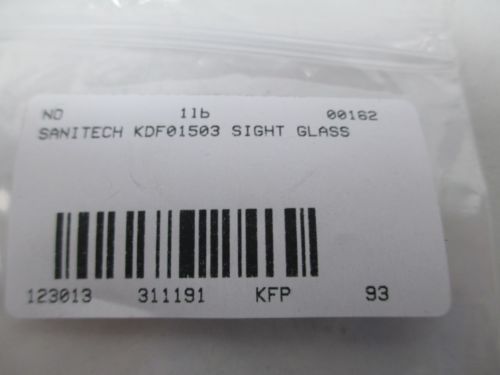 NO 1lb 00162
SANITECH KDF01503 SIGHT GLASS
123013 311191 KFP 93